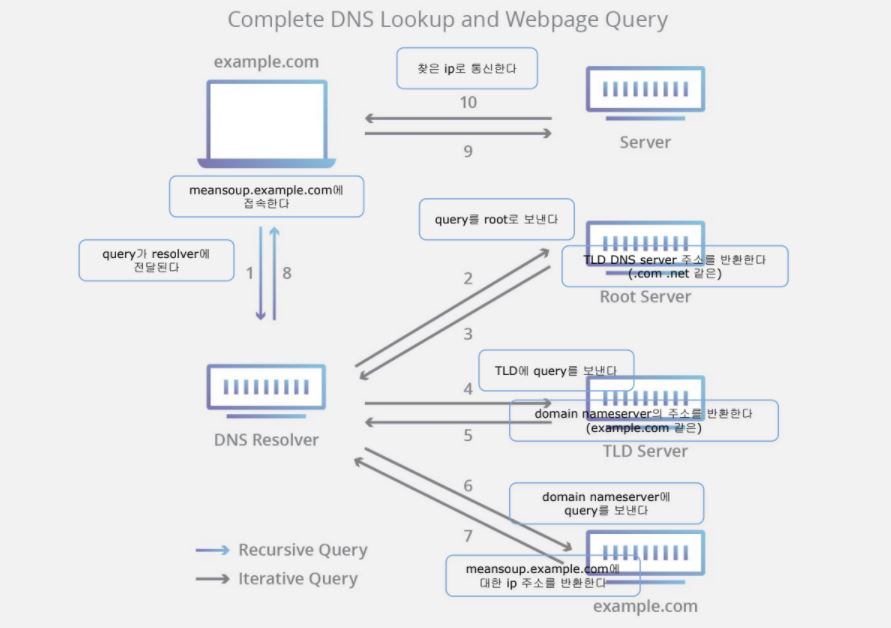 Complete DNS Lookup and Webpage Query
example.com
찾은 ip로 통신한다
10
9
Server
meansoup.example.com에
접속한다
query를 root로 보낸다
query가 resolver에
전달된다
1
8
TLD DNS server 주소를 반환한다
(.com .net 같은)
2
Root Server
3
TLD에 query를 보낸다
4
domain nameserver의 주소를 반환한다
(example.com 같은)
5
DNS Resolver
TLD Server
6
domain nameserver에
query를 보낸다
7
Recursive Query
meansoup.example.com에
대한 ip 주소를 반환한다
Iterative Query
example.com